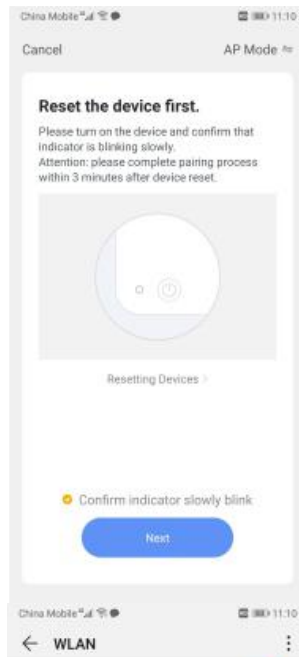 China Mobile 11:10
Cancel AP Mode
Reset the device first.
Please turn on the device and confirm that
indicator is blinking slowly.
Attention: please complete pairing process
within 3 minutes after device reset.
Resetting Devices >
Confirm indicator slowly blink
Next
China Mobile 11:10
← WLAN